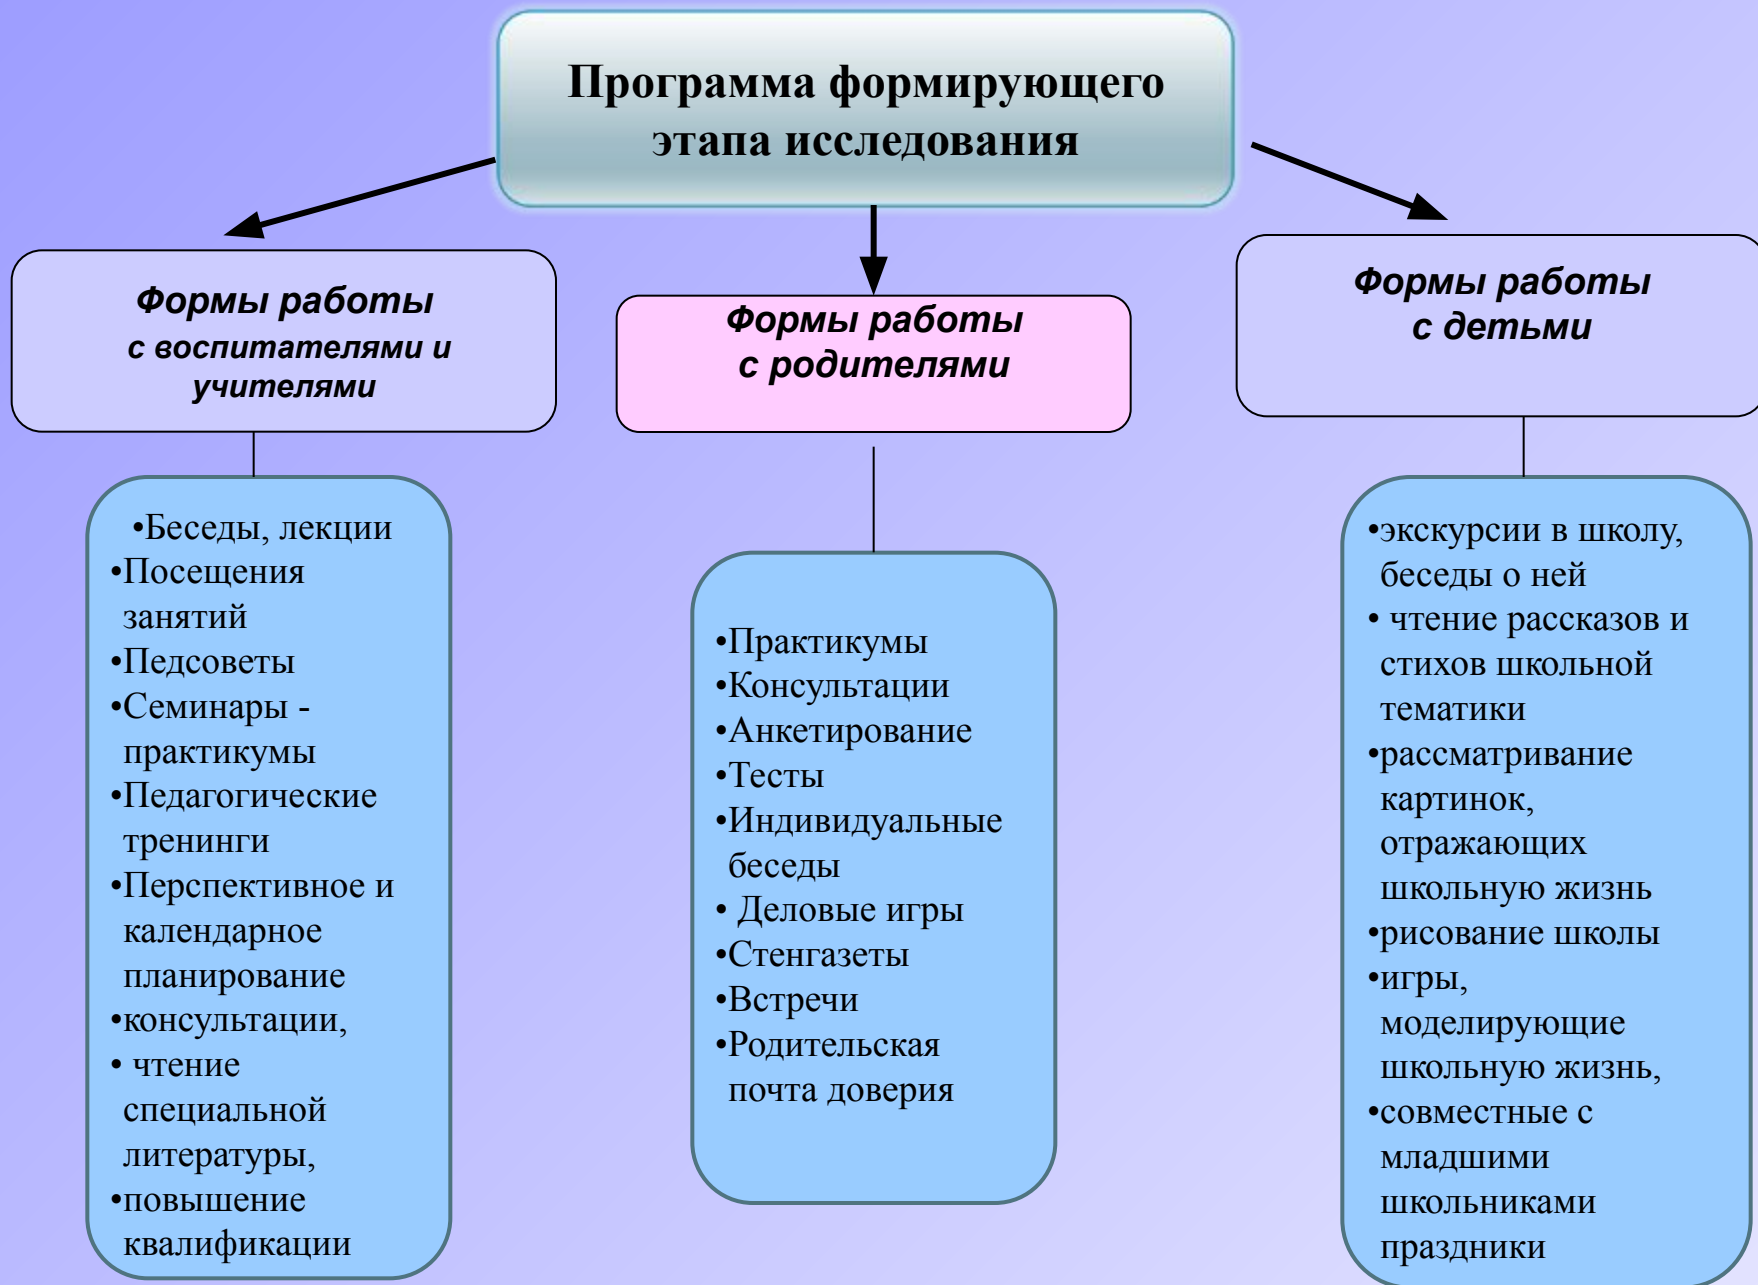 Программа формирующего
этапа исследования
Формы работы
с воспитателями и
учителями
•Беседы, лекции
•Посещения
занятий
•Педсоветы
•Семинары -
практикумы
•Педагогические
тренинги
•Перспективное и
календарное
планирование
•консультации,
• чтение
специальной
литературы,
•повышение
квалификации
Формы работы
с родителями
•Практикумы
•Консультации
•Анкетирование
•Тесты
•Индивидуальные
беседы
• Деловые игры
•Стенгазеты
•Встречи
•Родительская
почта доверия
Формы работы
с детьми
•экскурсии в школу,
беседы о ней
• чтение рассказов и
стихов школьной
тематики
•рассматривание
картинок,
отражающих
школьную жизнь
•рисование школы
•игры,
моделирующие
школьную жизнь,
•совместные с
младшими
школьниками
праздники